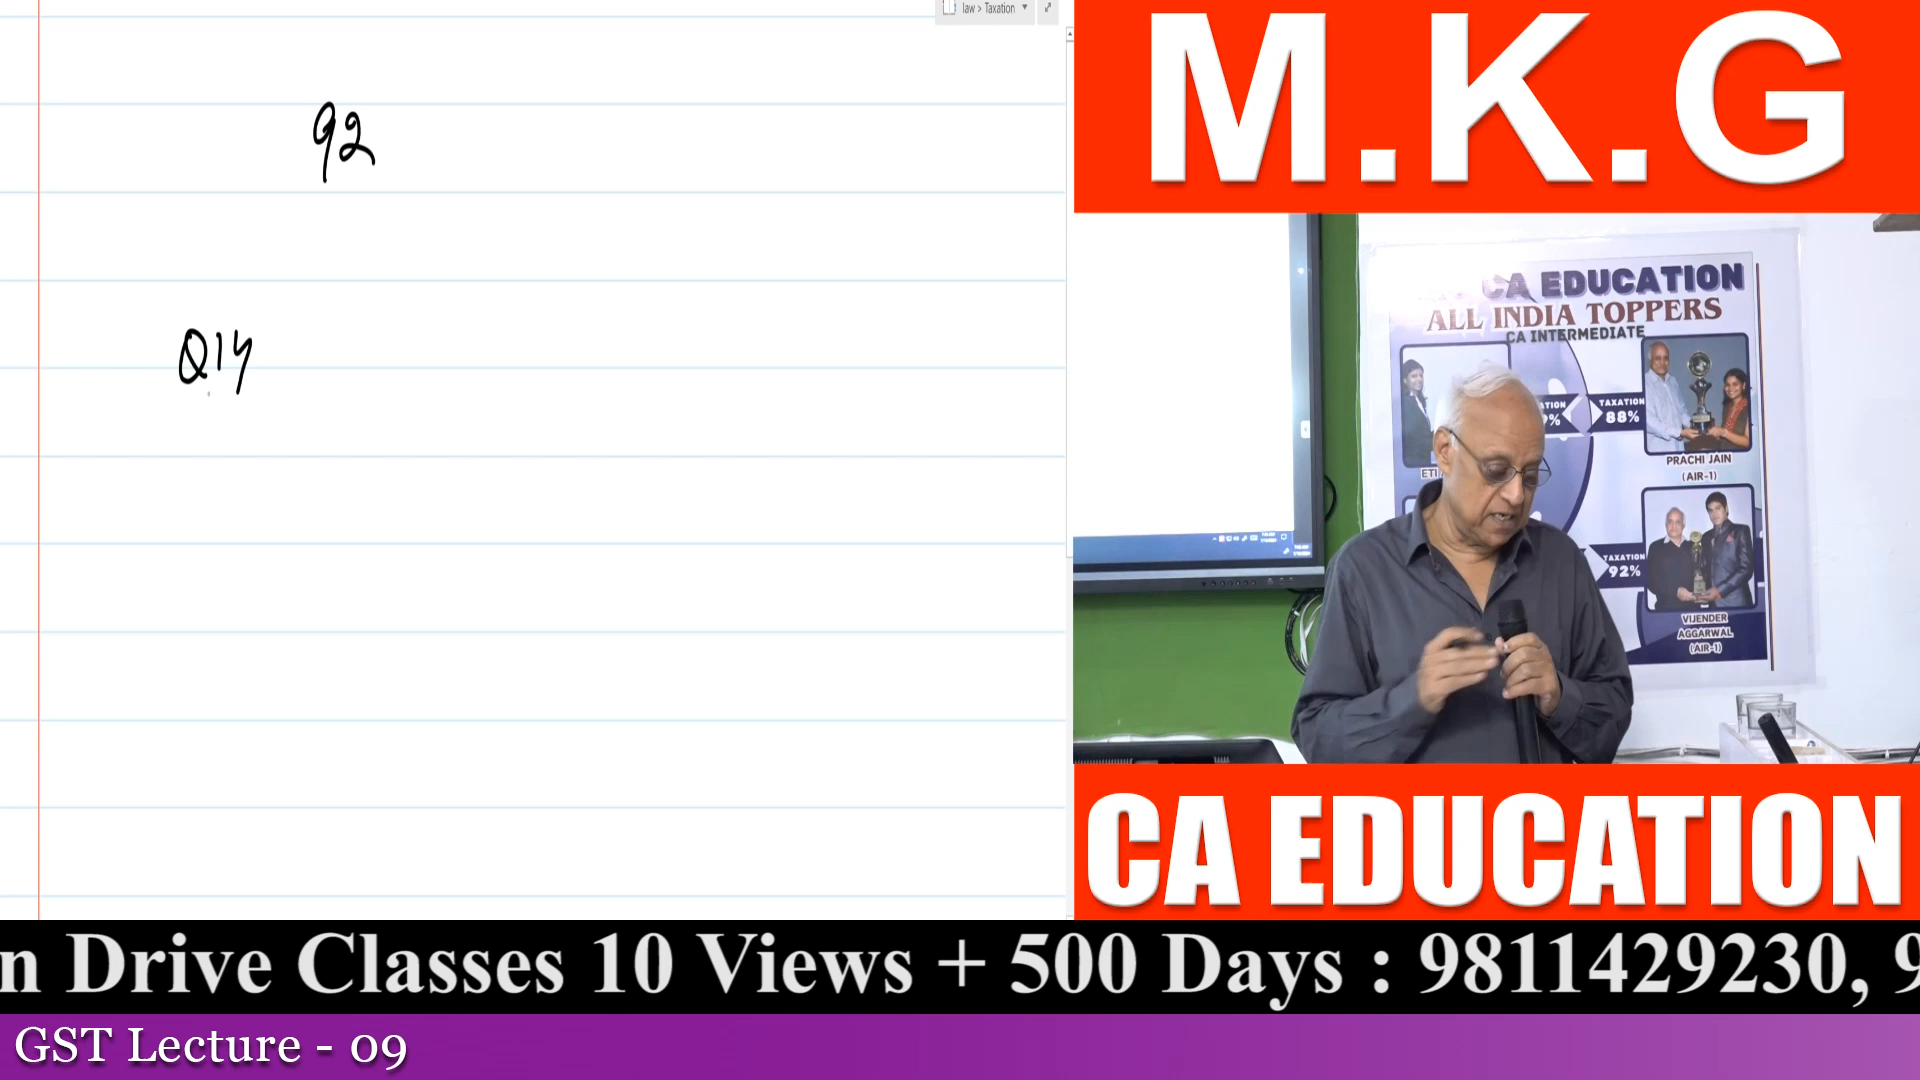 law > Taxation
92
Q14
M.K.G
CA EDUCATION
ALL INDIA TOPPERS
CA INTERMEDIATE
TAXATION
88%
PRACHI JAIN
(AIR-1)
TAXATION
92%
VIJENDER
AGGARWAL
(AIR-1)
CA EDUCATION
n Drive Classes 10 Views + 500 Days : 9811429230, 9
GST Lecture - 09